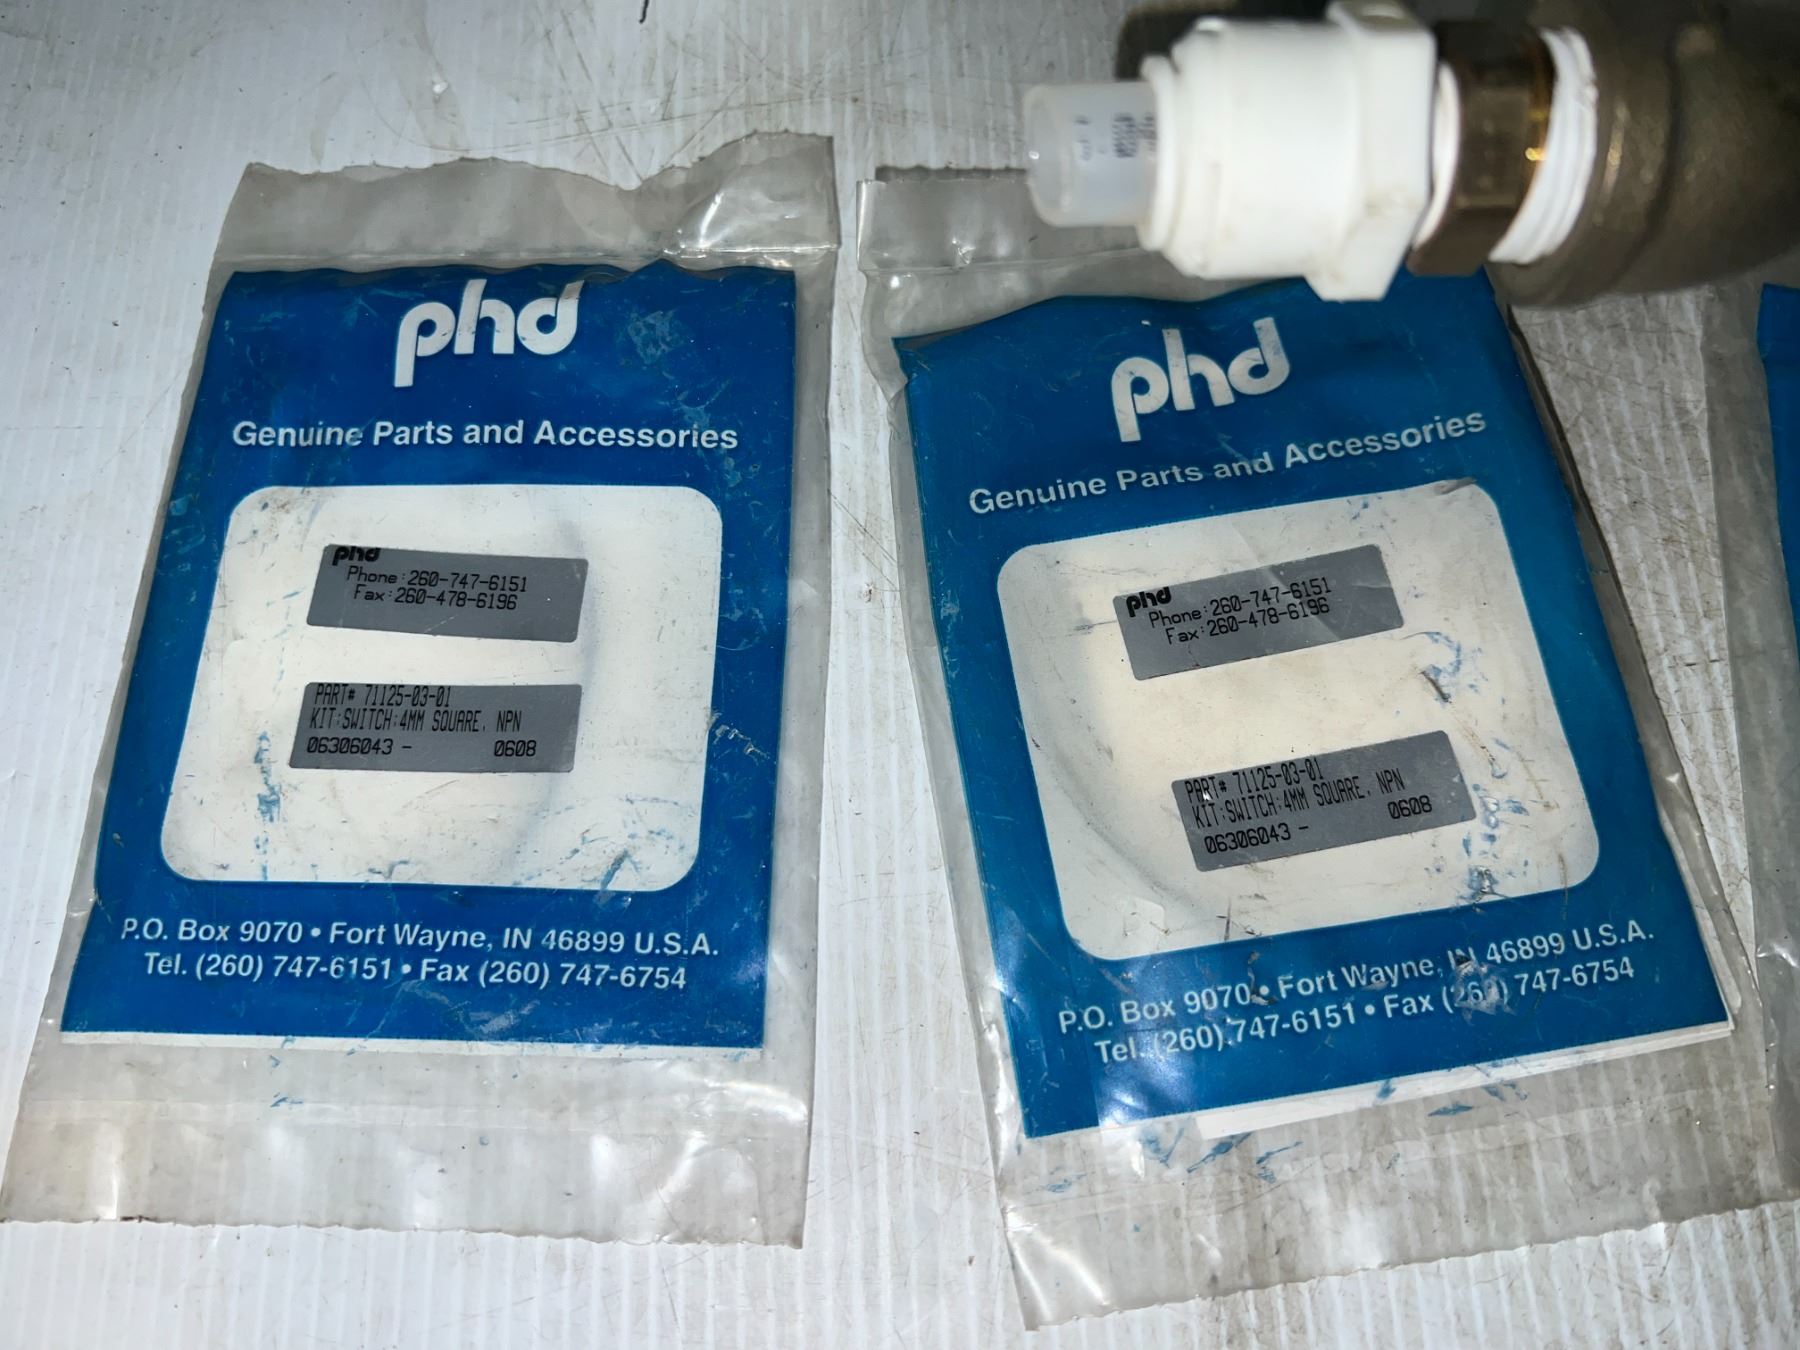 phd
Genuine Parts and Accessories
phd
Phone:260-747-6151
Fax:260-478-6196
PART# 71125-03-01
KIT:SWITCH:4MM SQUARE, NPN
06306043 - 0608
P.O. Box 9070 • Fort Wayne, IN 46899 U.S.A.
Tel. (260) 747-6151 • Fax (260) 747-6754
phd
Genuine Parts and Accessories
phd
Phone:260-747-6151
Fax:260-478-6196
PART# 71125-03-01
KIT:SWITCH:4MM SQUARE, NPN
06306043 - 0608
P.O. Box 9070 • Fort Wayne, IN 46899 U.S.A.
Tel. (260) 747-6151 • Fax (260) 747-6754